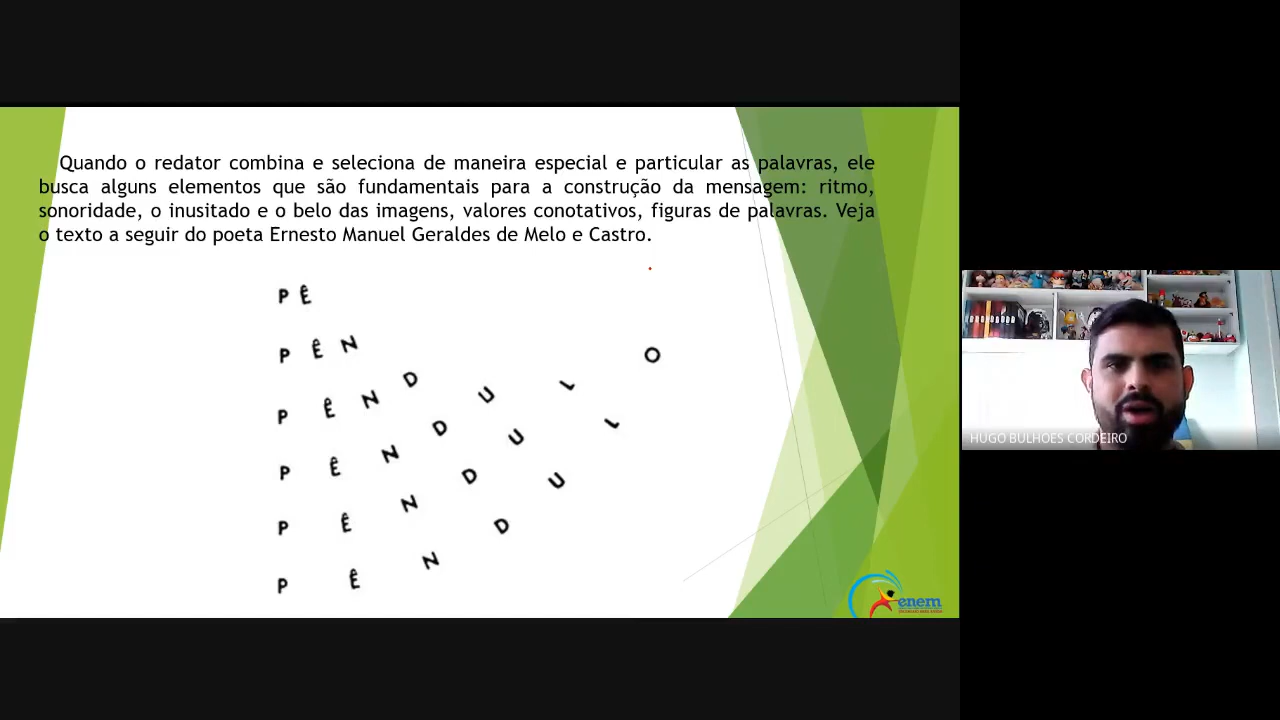 Quando o redator combina e seleciona de maneira especial e particular as palavras, ele
busca alguns elementos que são fundamentais para a construção da mensagem: ritmo,
sonoridade, o inusitado e o belo das imagens, valores conotativos, figuras de palavras. Veja
o texto a seguir do poeta Ernesto Manuel Geraldes de Melo e Castro.
P Ê
P Ê N
P Ê N D
P Ê N D U
P Ê N D U L
P Ê N D U L O
HUGO BULHOES CORDEIRO
enem